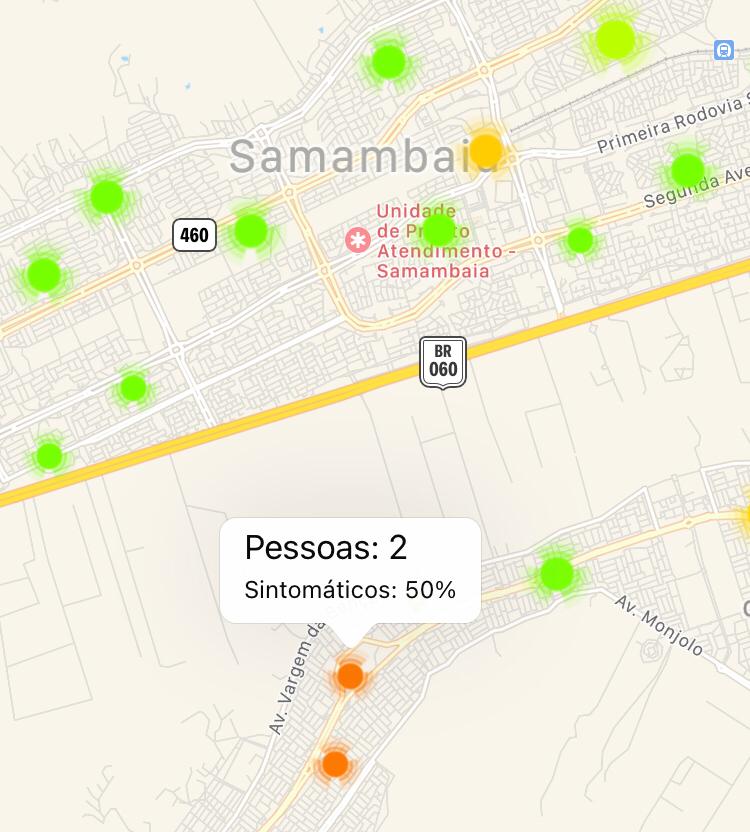 Samambaia
Primeira Rodovia S
Segunda Ave
460
Unidade
de Pronto
Atendimento -
Samambaia
BR
060
Pessoas: 2
Sintomáticos: 50%
Av. Vargem da
Av. Monjolo